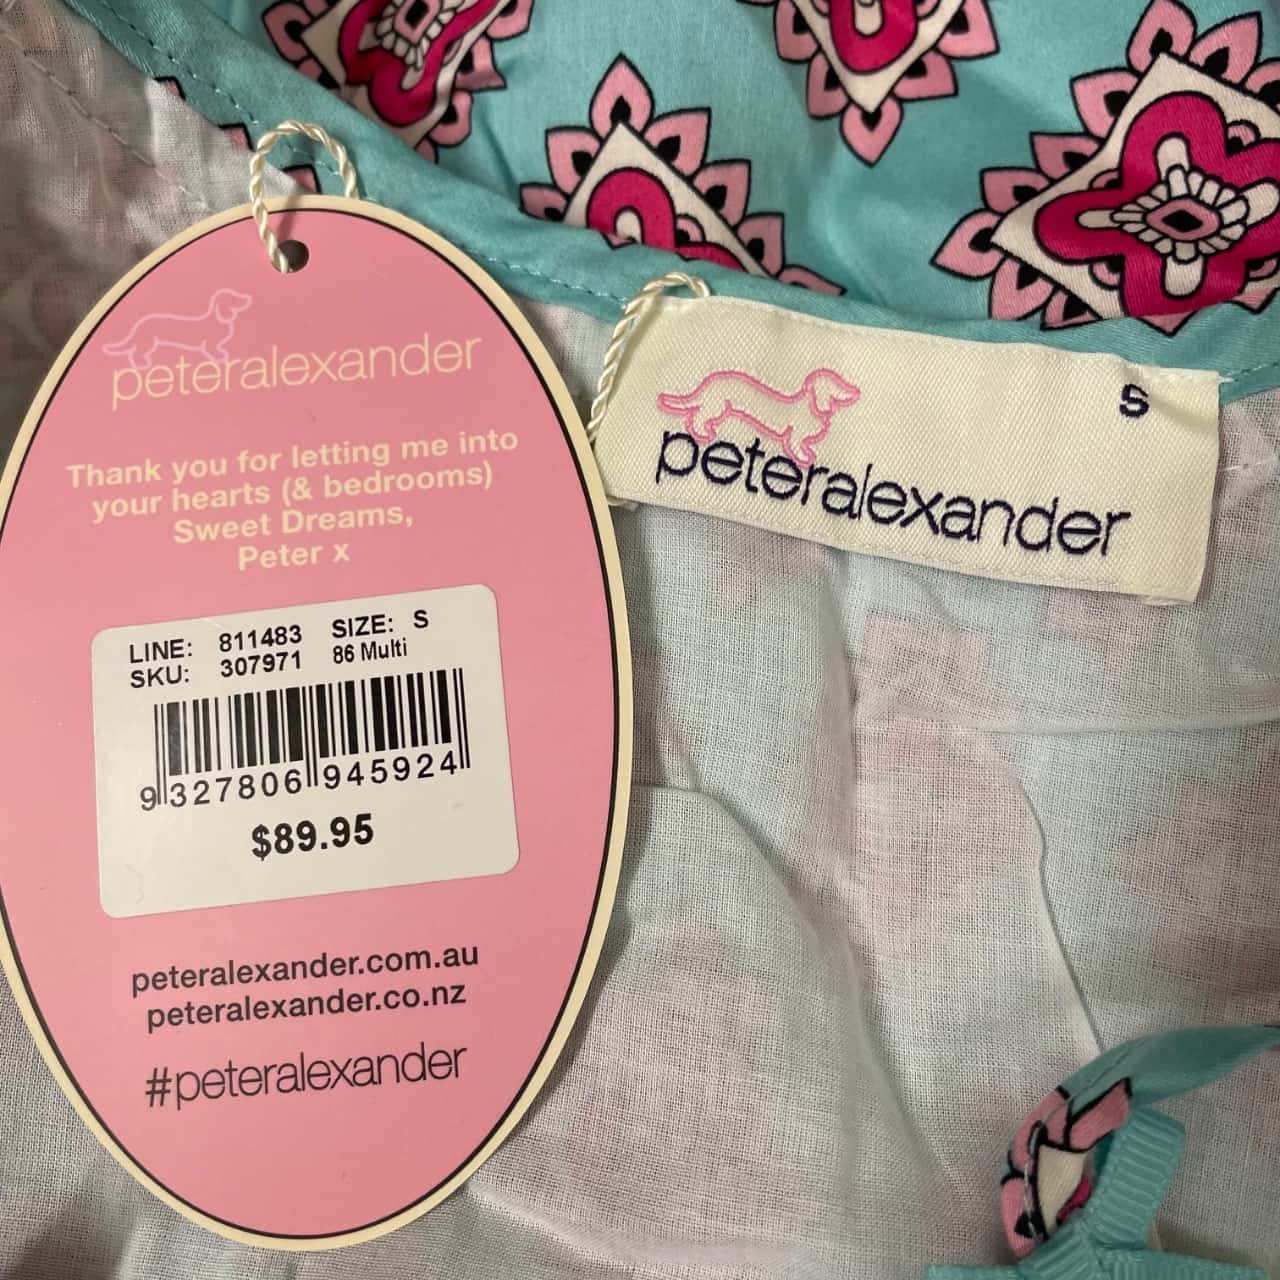 peteralexander
Thank you for letting me into
your hearts (& bedrooms)
Sweet Dreams,
Peter x
LINE: 811483 SIZE: S
SKU: 307971 86 Multi
9 327806 945924
$89.95
peteralexander.com.au
peteralexander.co.nz
#peteralexander
S
peteralexander